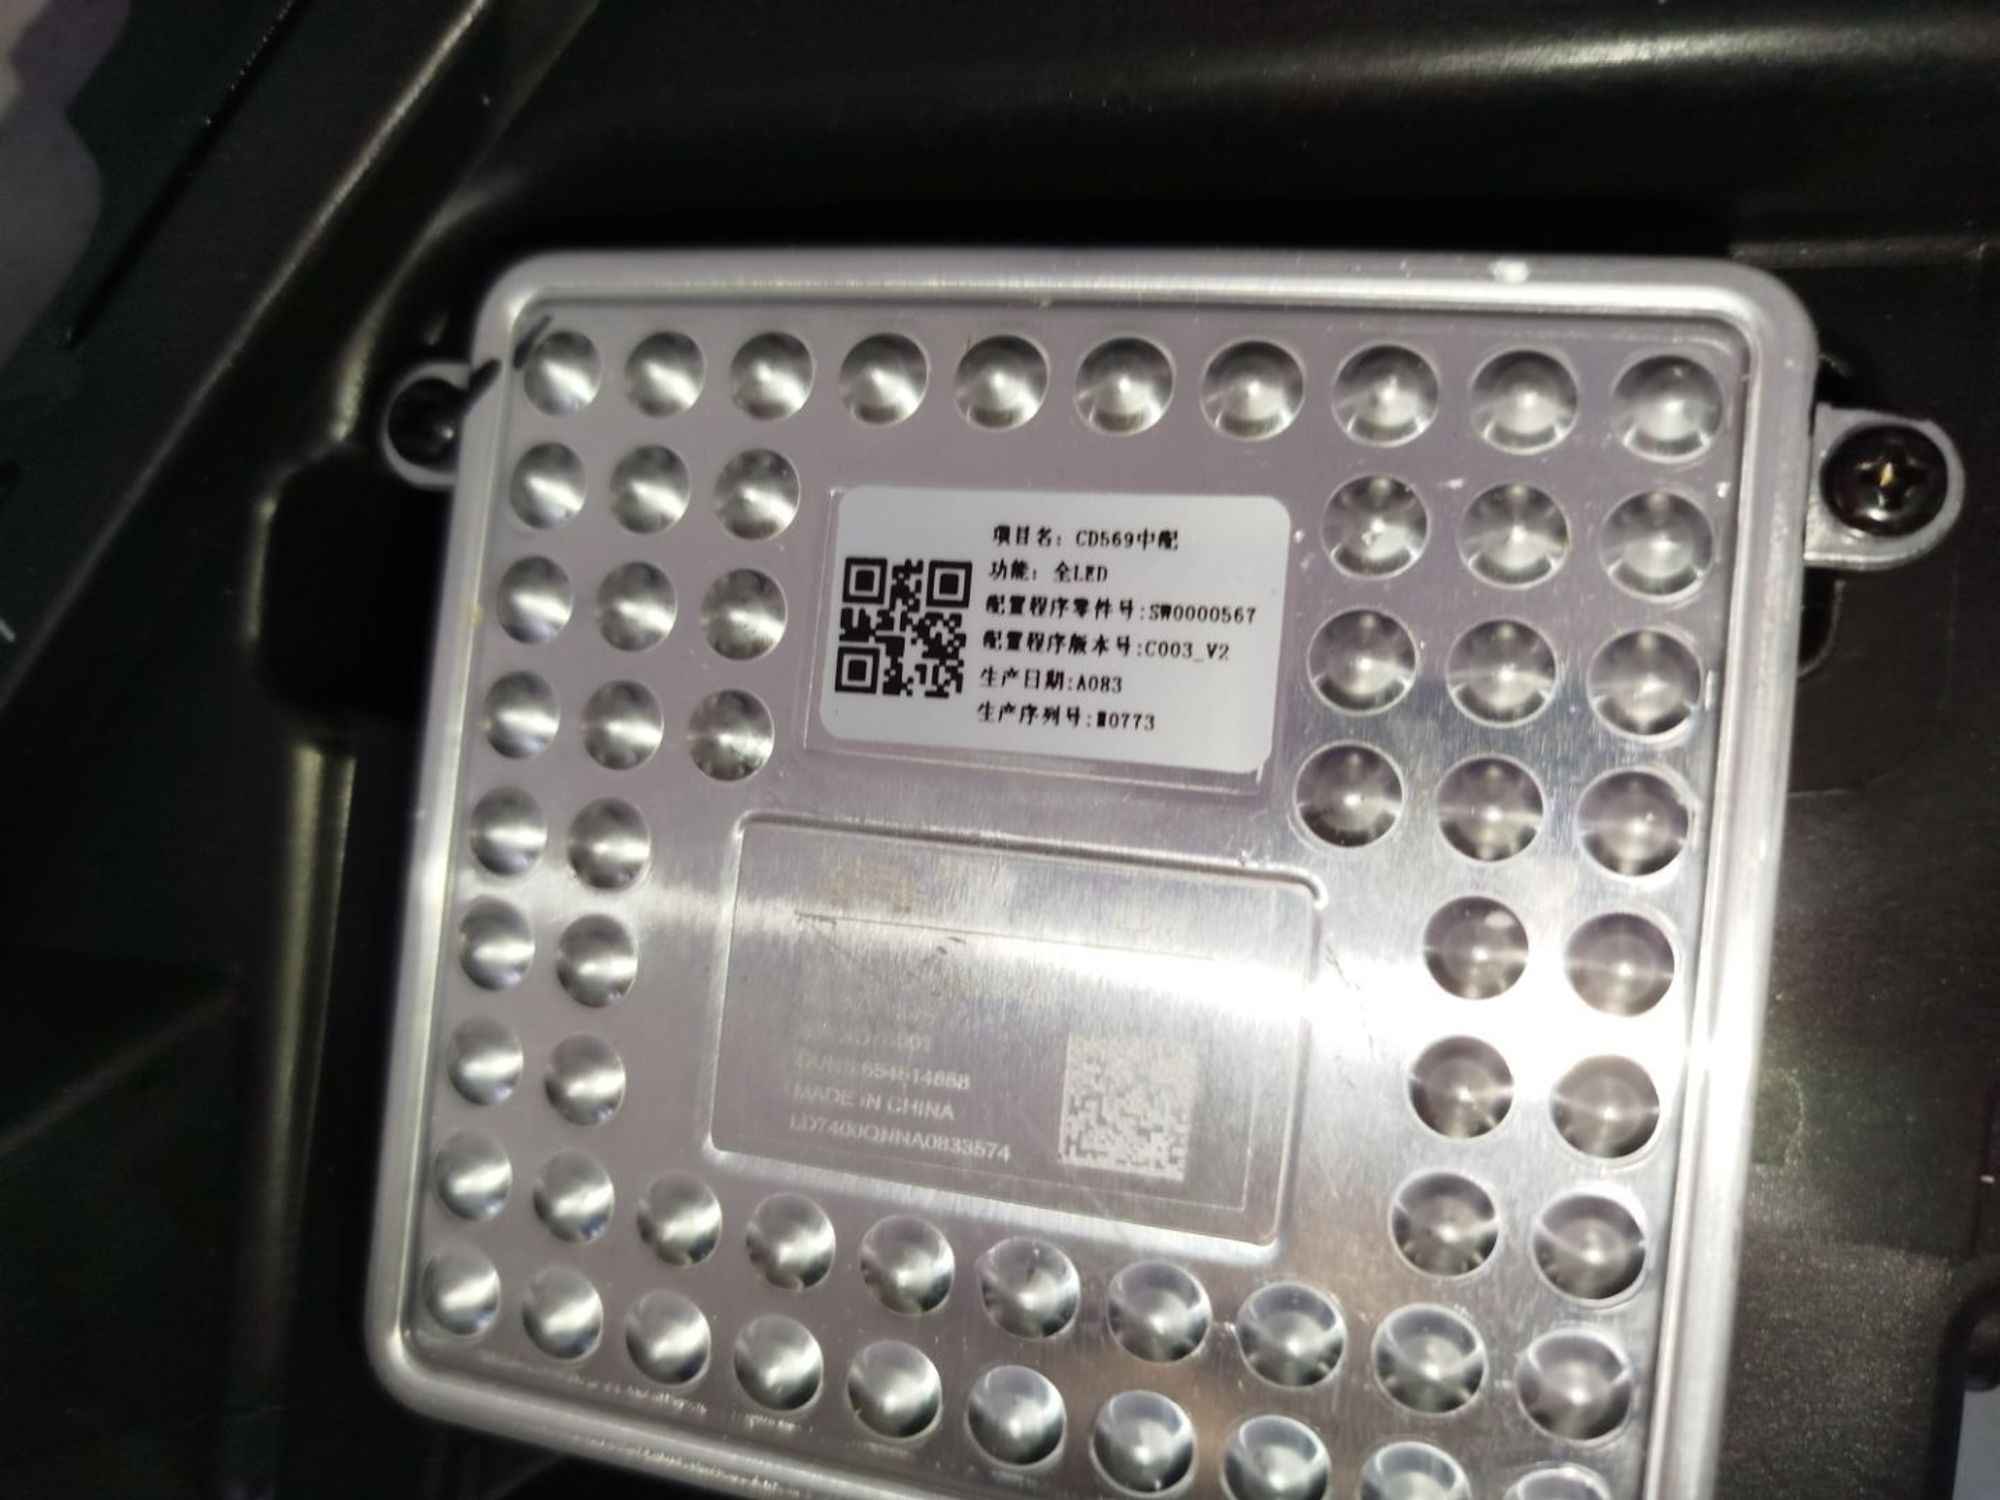 项目名: CD569中配
功能: 全LED
配置程序零件号:SW0000567
配置程序版本号:C003_V2
生产日期:A083
生产序列号:M0773
MADE IN CHINA
LD7400QNNA0833574